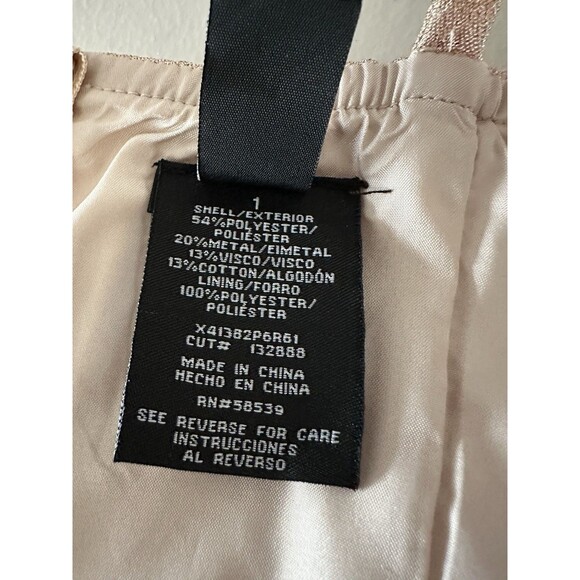 1
SHELL/EXTERIOR
54%POLYESTER/
POLIÉSTER
20%METAL/EIMETAL
13%VISCO/VISCO
13%COTTON/ALGODÓN
LINING/FORRO
100%POLYESTER/
POLIÉSTER
X41382P6R61
CUT# 132888
MADE IN CHINA
HECHO EN CHINA
RN#58539
SEE REVERSE FOR CARE
INSTRUCCIONES
AL REVERSO